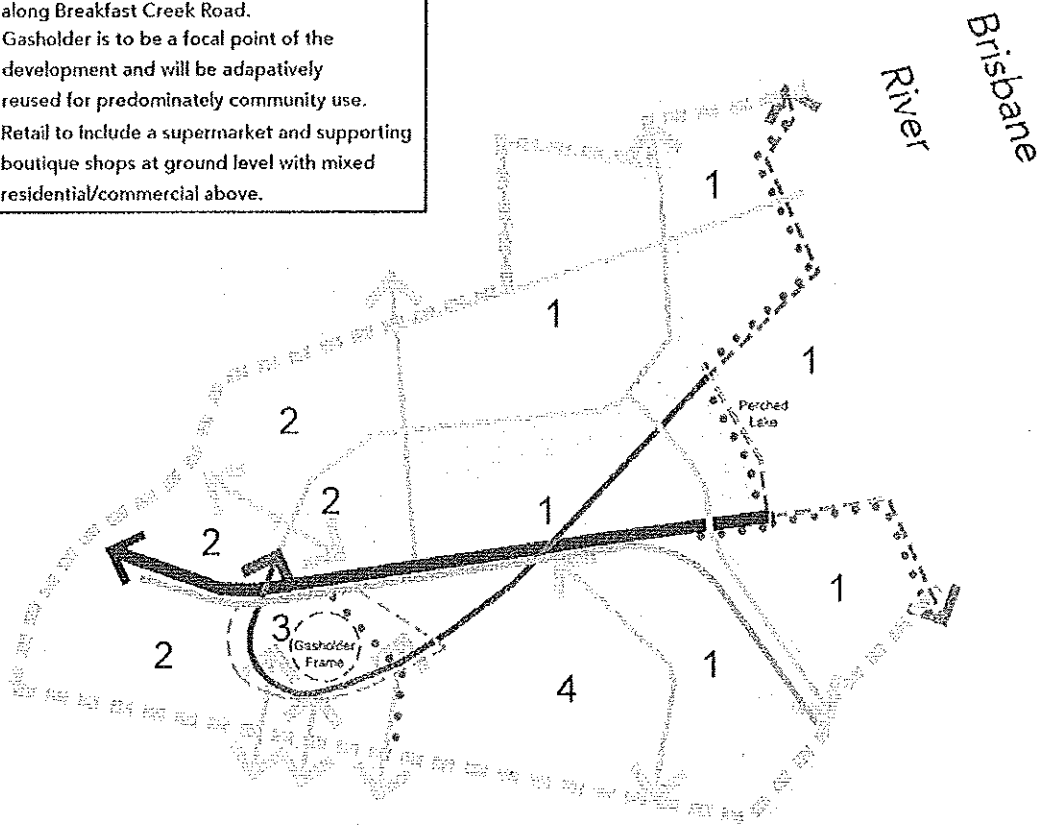 along Breakfast Creek Road.
Gasholder is to be a focal point of the
development and will be adapatively
reused for predominately community use.
Retail to include a supermarket and supporting
boutique shops at ground level with mixed
residential/commercial above.
Brisbane
River
1
1
1
Perched
Lake
2
2
1
2
1
3
Gasholder
Frame
2
1
4